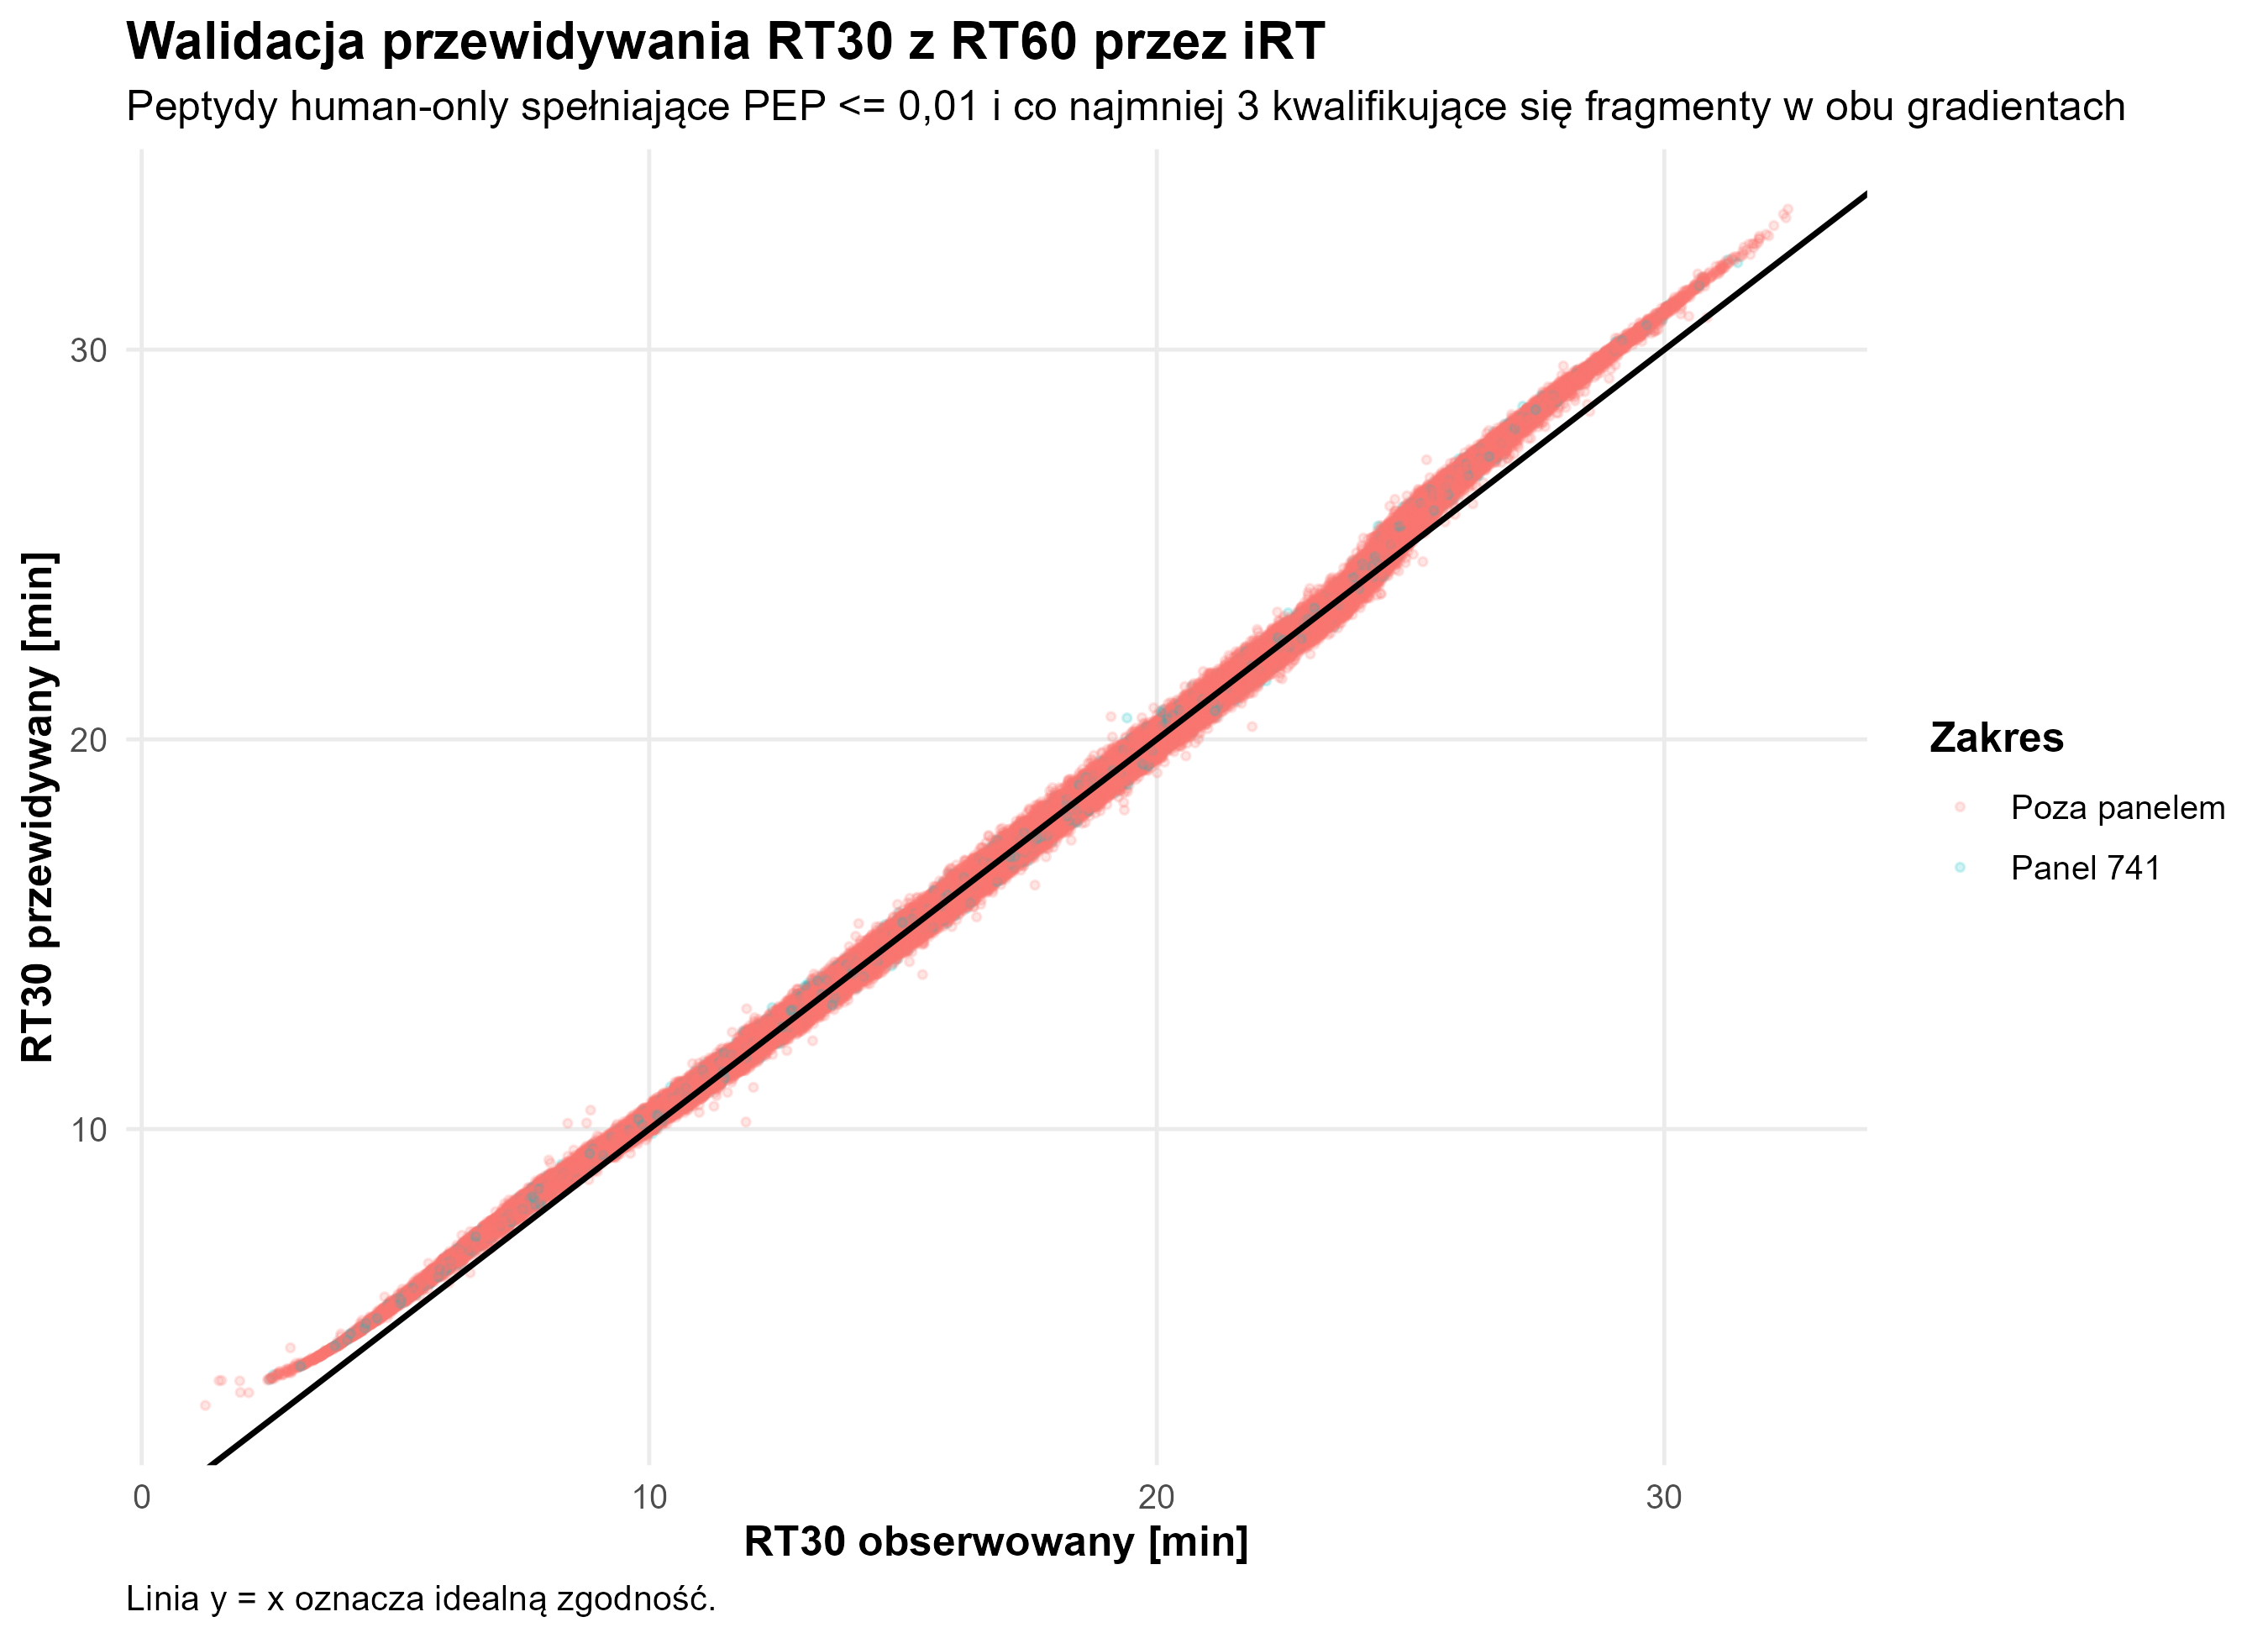 Walidacja przewidywania RT30 z RT60 przez iRT
Peptydy human-only spełniające PEP <= 0,01 i co najmniej 3 kwalifikujące się fragmenty w obu gradientach
RT30 przewidywany [min]
30
20
10
0
10
20
30
RT30 obserwowany [min]
Zakres
Poza panelem
Panel 741
Linia y = x oznacza idealną zgodność.